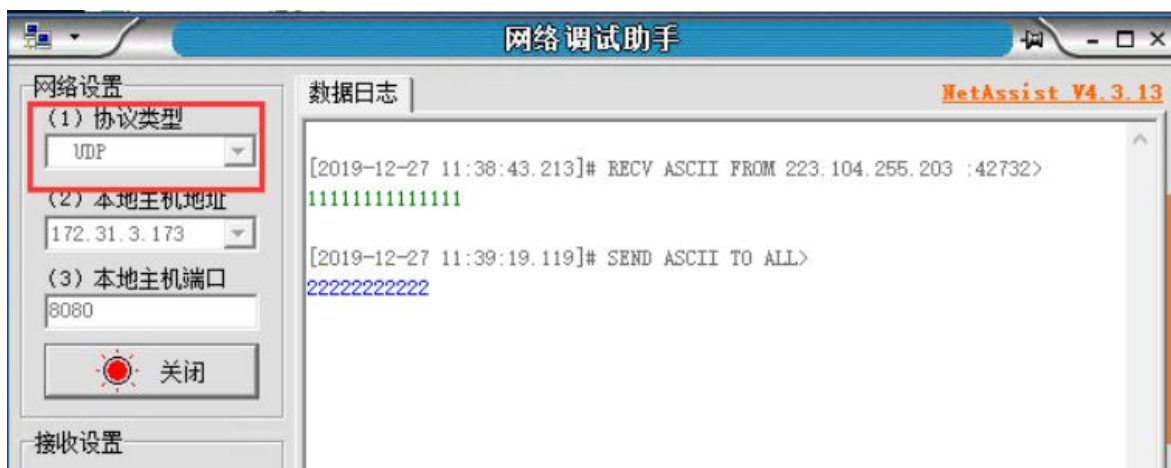 网络调试助手
网络设置
(1) 协议类型
UDP
(2) 本地主机地址
172.31.3.173
(3) 本地主机端口
8080
关闭
接收设置
数据日志
NetAssist V4.3.13
[2019-12-27 11:38:43.213]# RECV ASCII FROM 223.104.255.203 :42732>
11111111111111
[2019-12-27 11:39:19.119]# SEND ASCII TO ALL>
22222222222